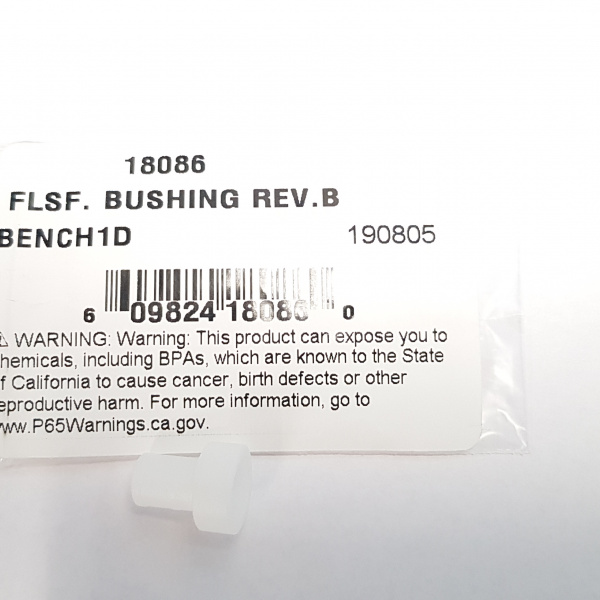 18086
FLSF. BUSHING REV.B
BENCH1D 190805
6 09824 18086 0
⚠ WARNING: Warning: This product can expose you to
hemicals, including BPAs, which are known to the State
f California to cause cancer, birth defects or other
eproductive harm. For more information, go to
ww.P65Warnings.ca.gov.